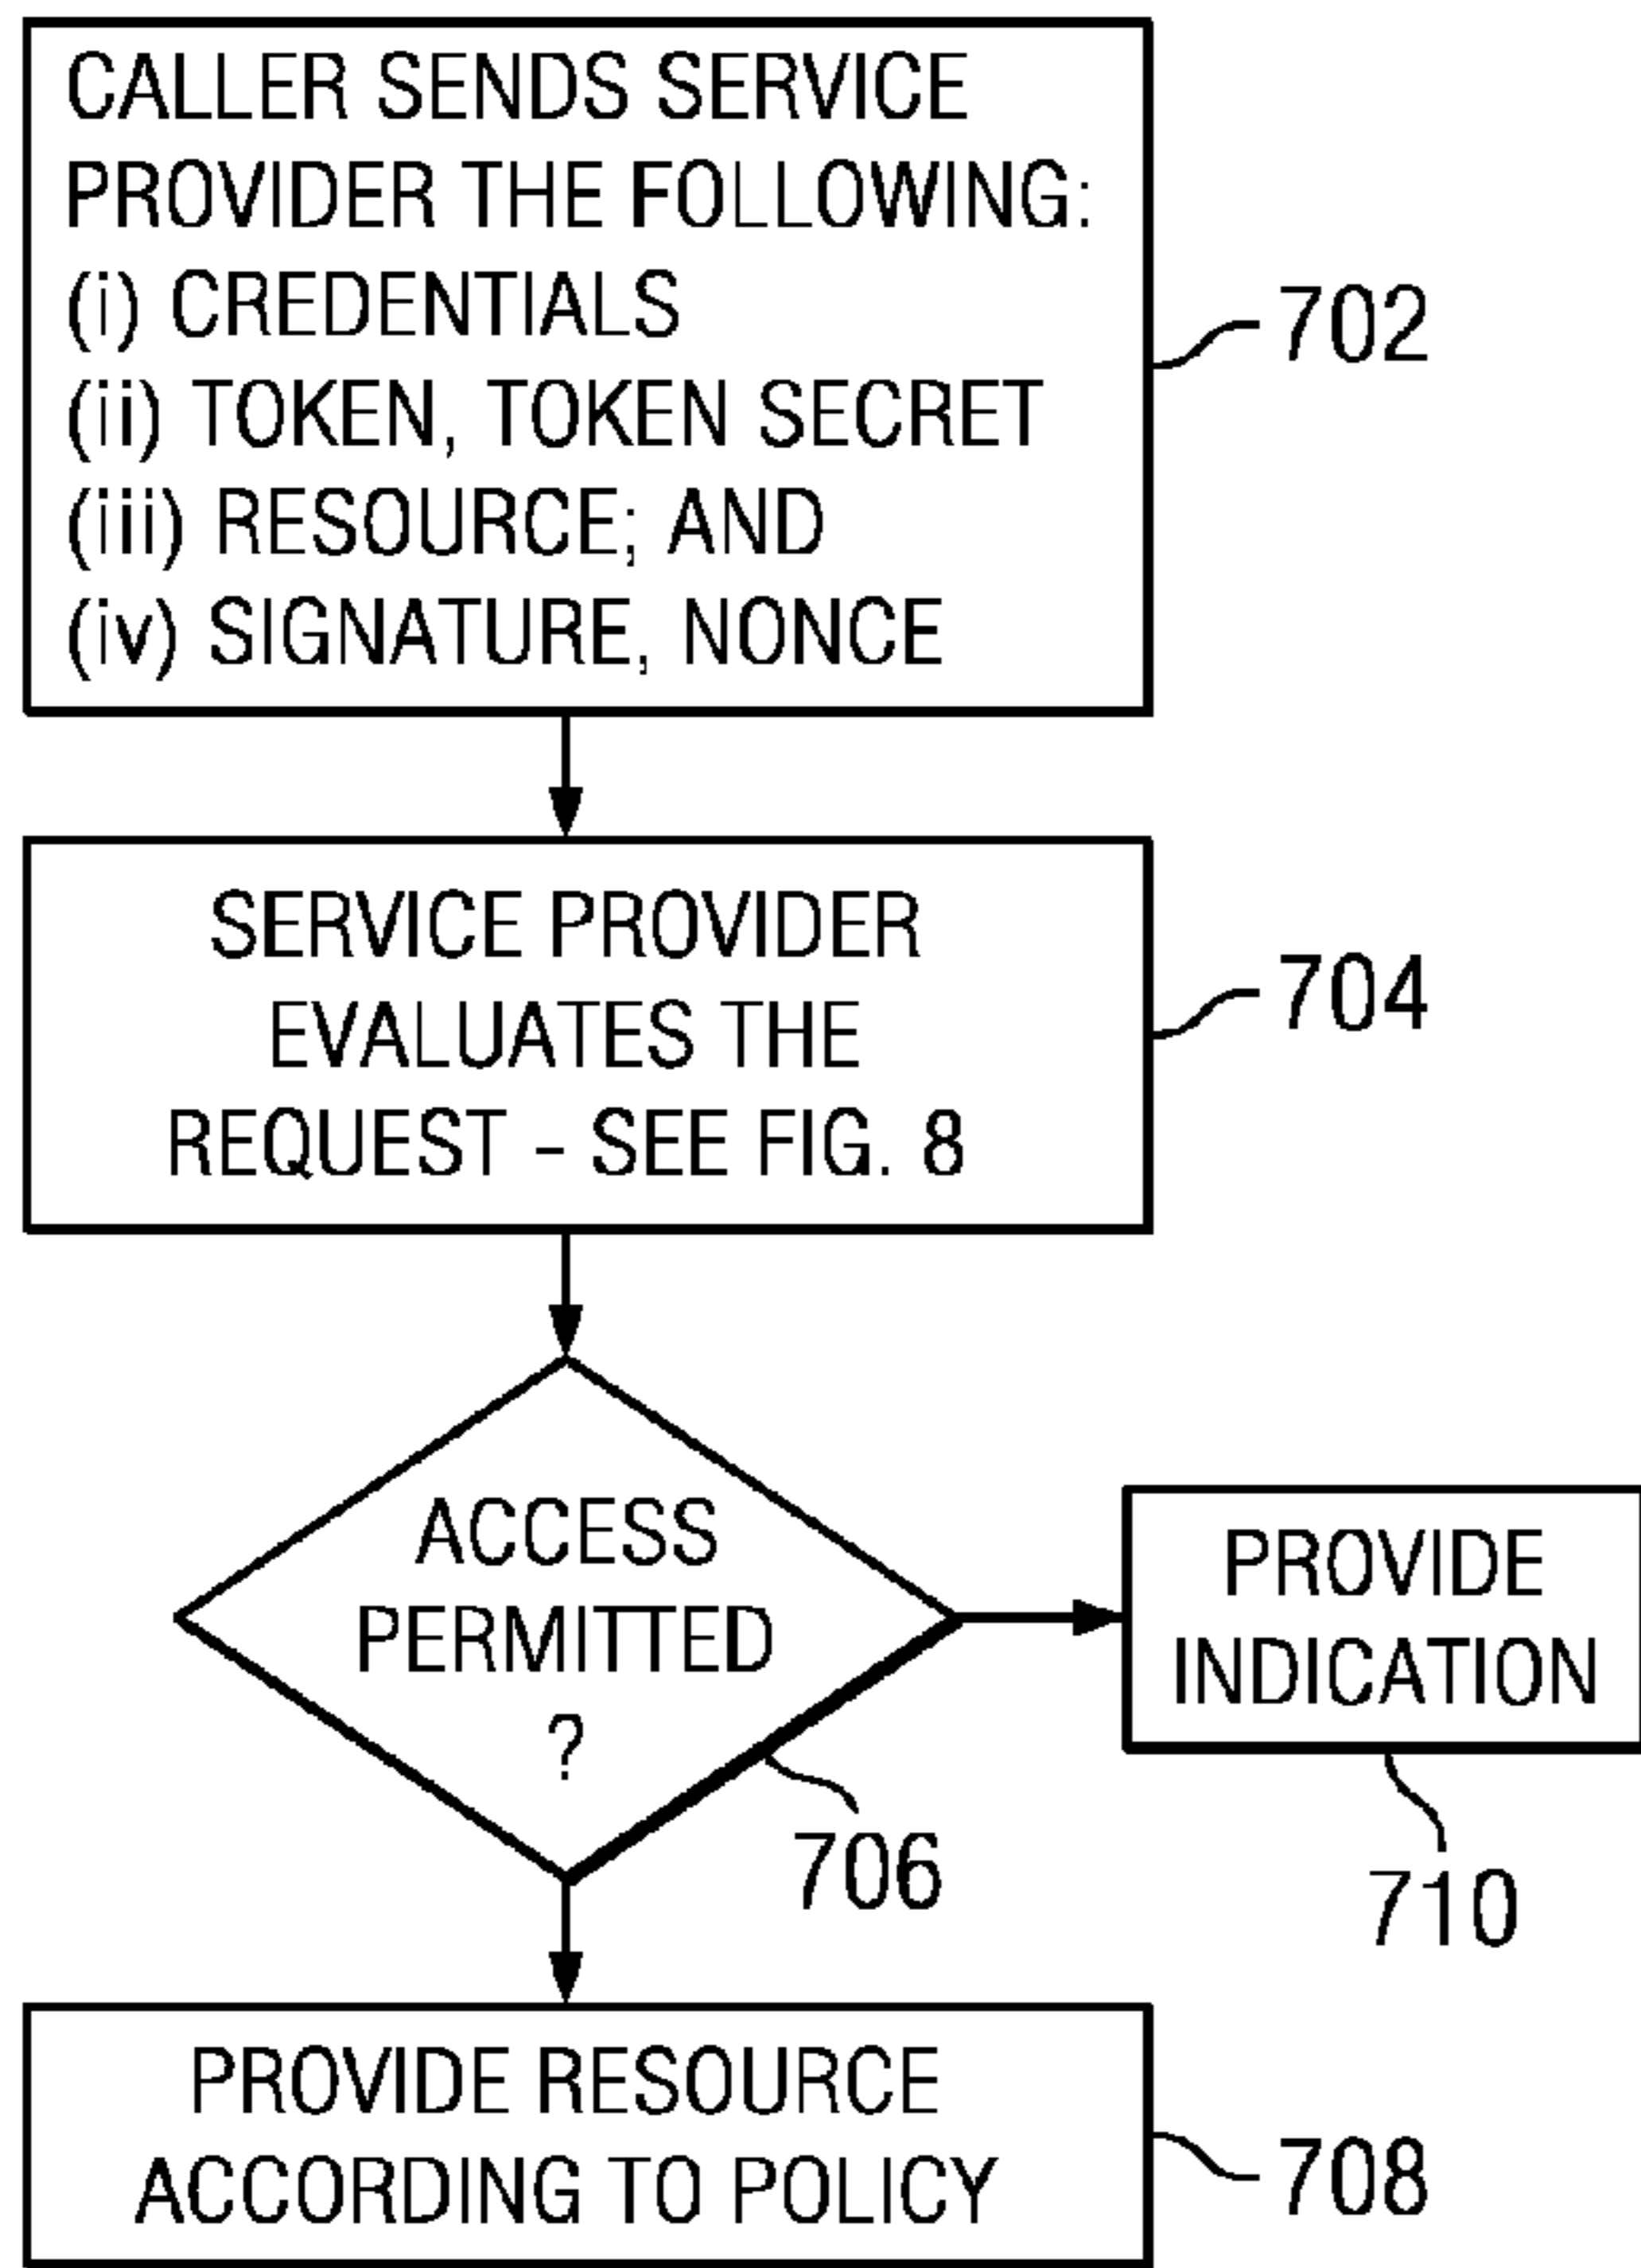 CALLER SENDS SERVICE
PROVIDER THE FOLLOWING:
(i) CREDENTIALS
(ii) TOKEN, TOKEN SECRET
(iii) RESOURCE; AND
(iv) SIGNATURE, NONCE
702
SERVICE PROVIDER
EVALUATES THE
REQUEST - SEE FIG. 8
704
ACCESS
PERMITTED
?
706
PROVIDE
INDICATION
710
PROVIDE RESOURCE
ACCORDING TO POLICY
708